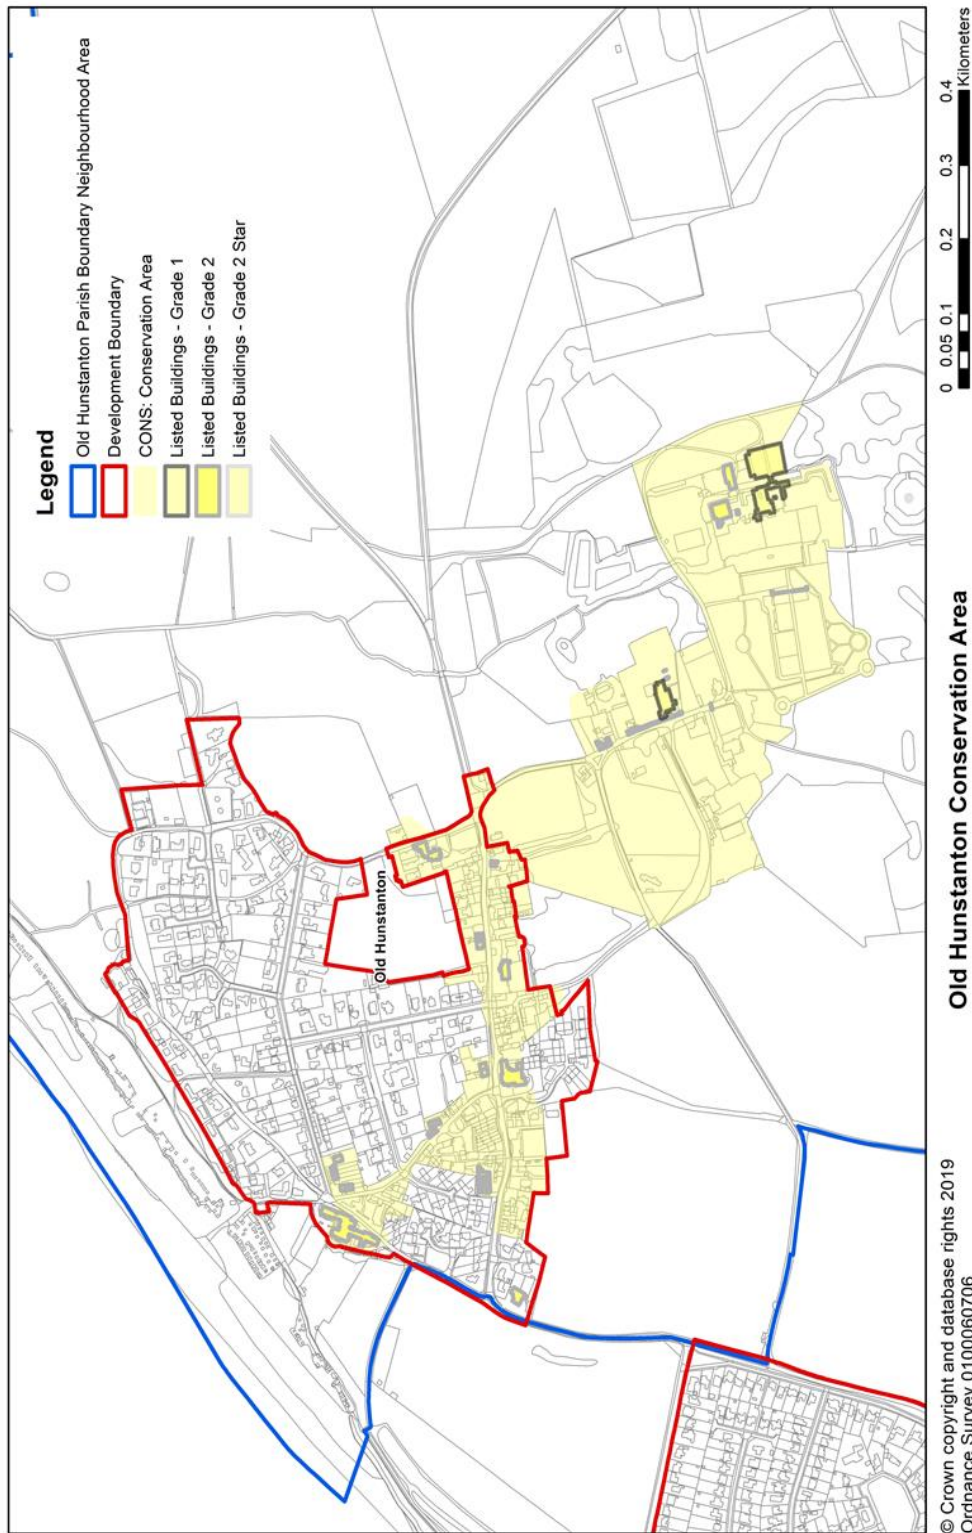 Legend
Old Hunstanton Parish Boundary Neighbourhood Area
Development Boundary
CONS: Conservation Area
Listed Buildings - Grade 1
Listed Buildings - Grade 2
Listed Buildings - Grade 2 Star
Old Hunstanton
© Crown copyright and database rights 2019
Ordnance Survey 0100060706
Old Hunstanton Conservation Area
0 0.05 0.1 0.2 0.3 0.4
Kilometers